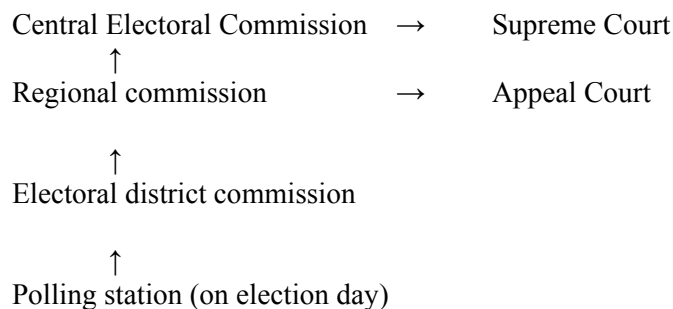 Central Electoral Commission → Supreme Court
↑
Regional commission → Appeal Court
↑
Electoral district commission
↑
Polling station (on election day)